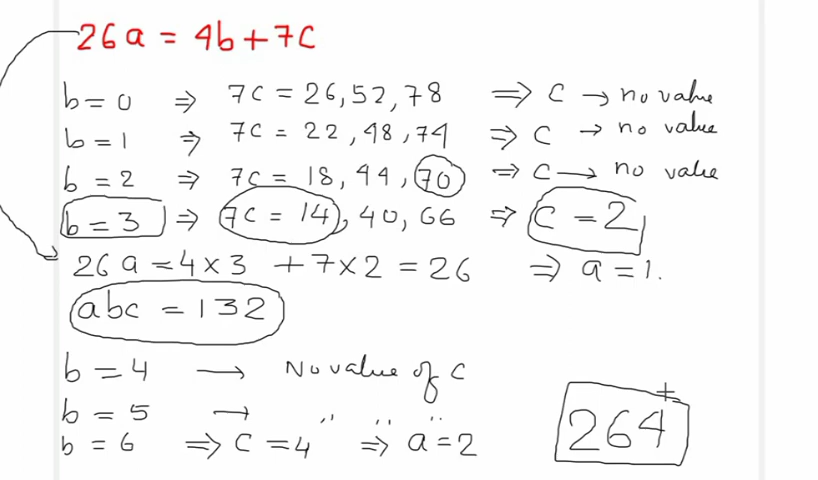 26a = 4b + 7c
b = 0 ⇒ 7c = 26, 52, 78 ⇒ c → no value
b = 1 ⇒ 7c = 22, 48, 74 ⇒ c → no value
b = 2 ⇒ 7c = 18, 44, 70 ⇒ c → no value
b = 3 ⇒ 7c = 14, 40, 66 ⇒ c = 2
26a = 4 × 3 + 7 × 2 = 26 ⇒ a = 1.
abc = 132
b = 4 → No value of c
b = 5 → " " "
b = 6 ⇒ c = 4 ⇒ a = 2
264